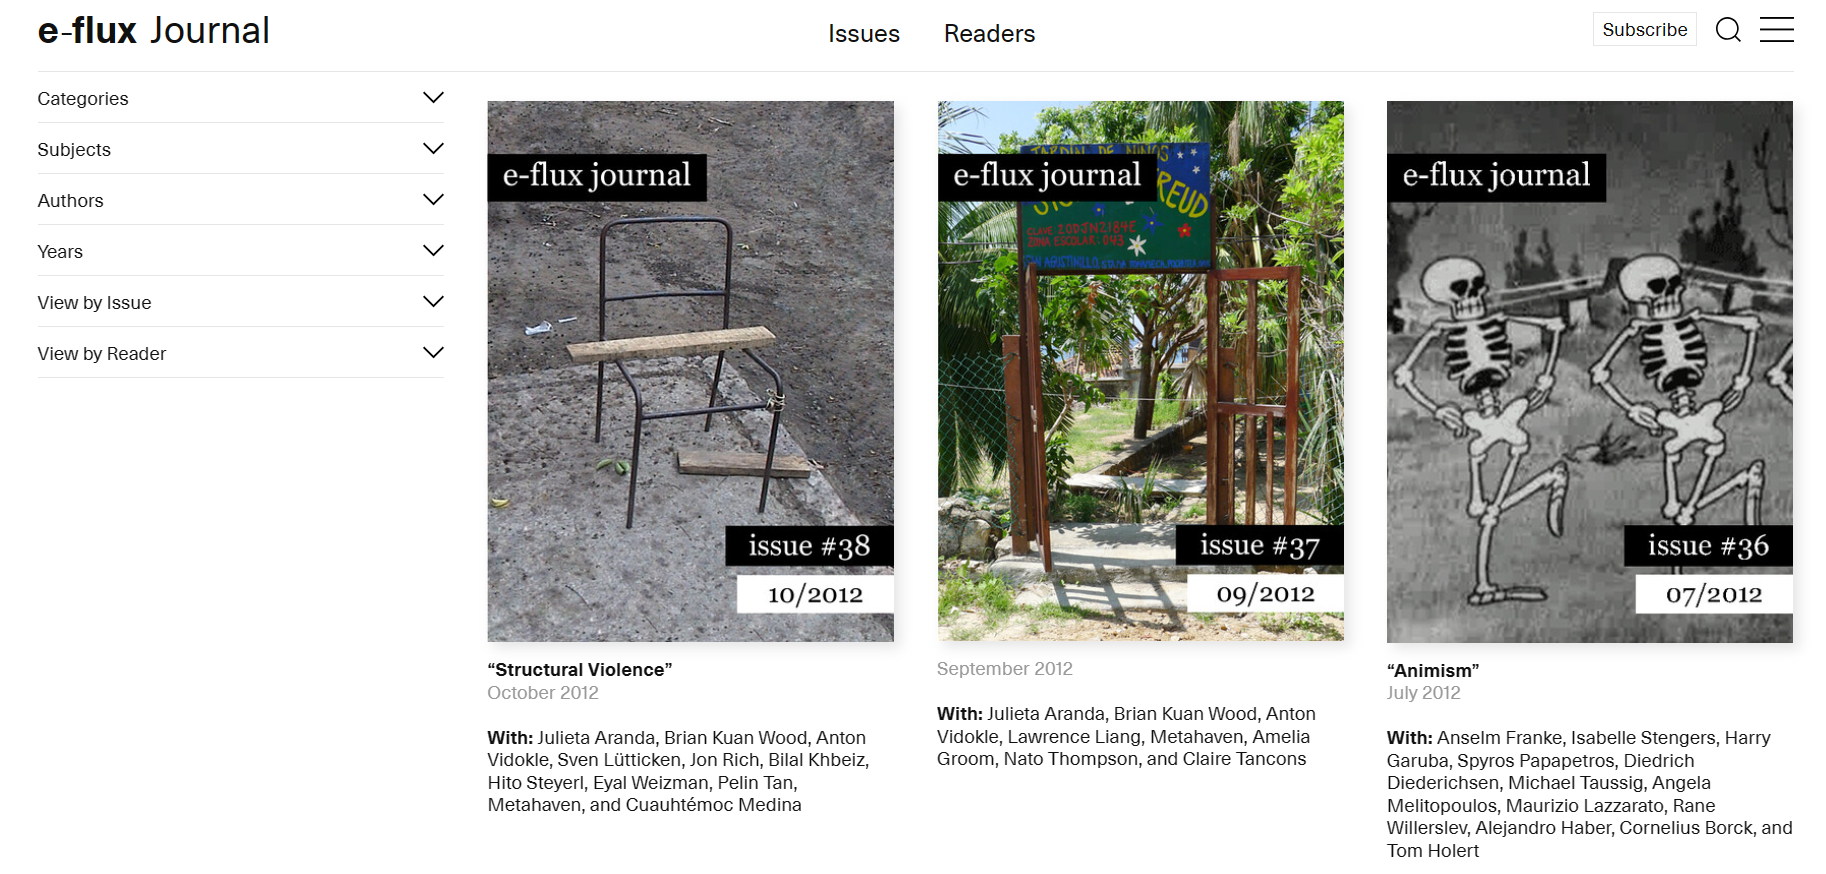 e-flux Journal
Issues
Readers
Subscribe
Categories
Subjects
Authors
Years
View by Issue
View by Reader
e-flux journal
issue #38
10/2012
“Structural Violence”
October 2012
With: Julieta Aranda, Brian Kuan Wood, Anton
Vidokle, Sven Lütticken, Jon Rich, Bilal Khbeiz,
Hito Steyerl, Eyal Weizman, Pelin Tan,
Metahaven, and Cuauhtémoc Medina
JARDIN DE NIÑOS
e-flux journal
FREUD
CLAVE 20DJN2184E
ZONA ESCOLAR: 043
SAN AGUSTINILLO
issue #37
09/2012
September 2012
With: Julieta Aranda, Brian Kuan Wood, Anton
Vidokle, Lawrence Liang, Metahaven, Amelia
Groom, Nato Thompson, and Claire Tancons
e-flux journal
issue #36
07/2012
“Animism”
July 2012
With: Anselm Franke, Isabelle Stengers, Harry
Garuba, Spyros Papapetros, Diedrich
Diederichsen, Michael Taussig, Angela
Melitopoulos, Maurizio Lazzarato, Rane
Willerslev, Alejandro Haber, Cornelius Borck, and
Tom Holert